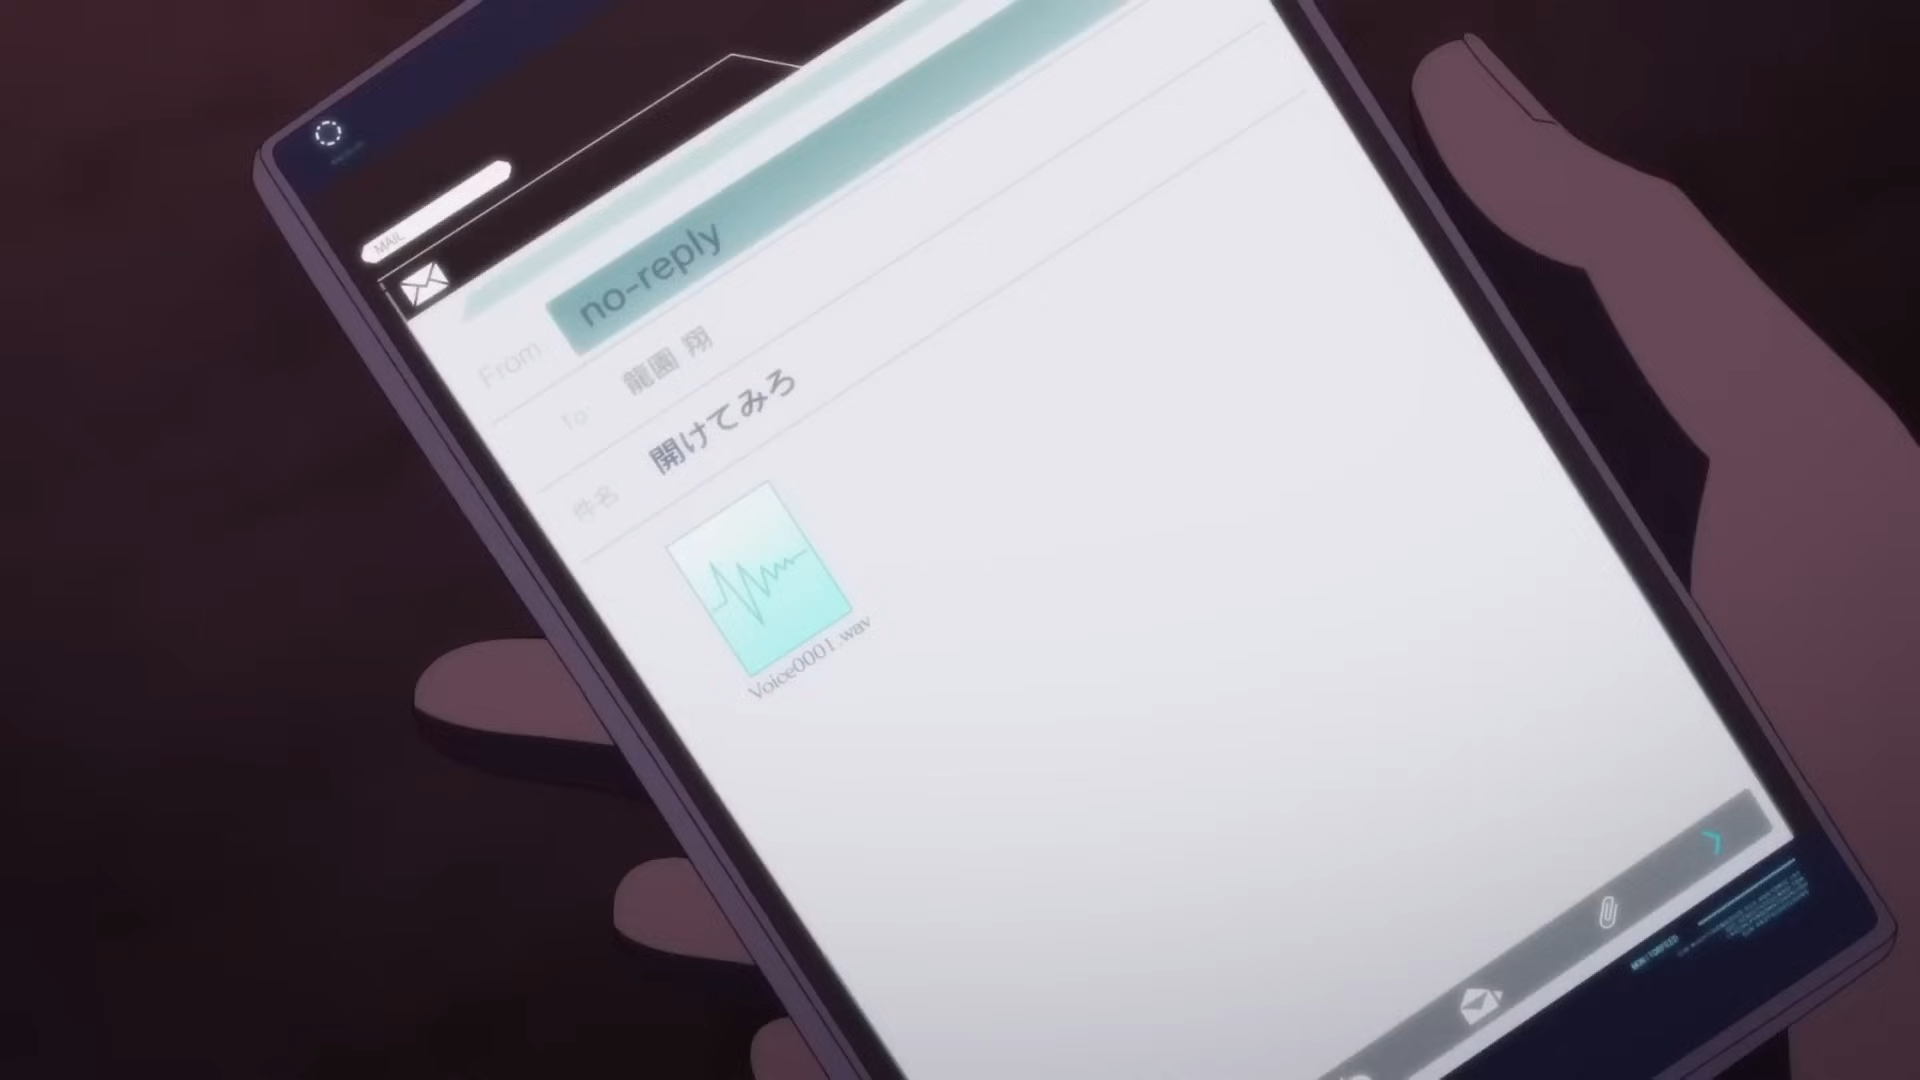 MAIL
From
no-reply
To
龍園 翔
件名
開けてみろ
Voice0001.wav